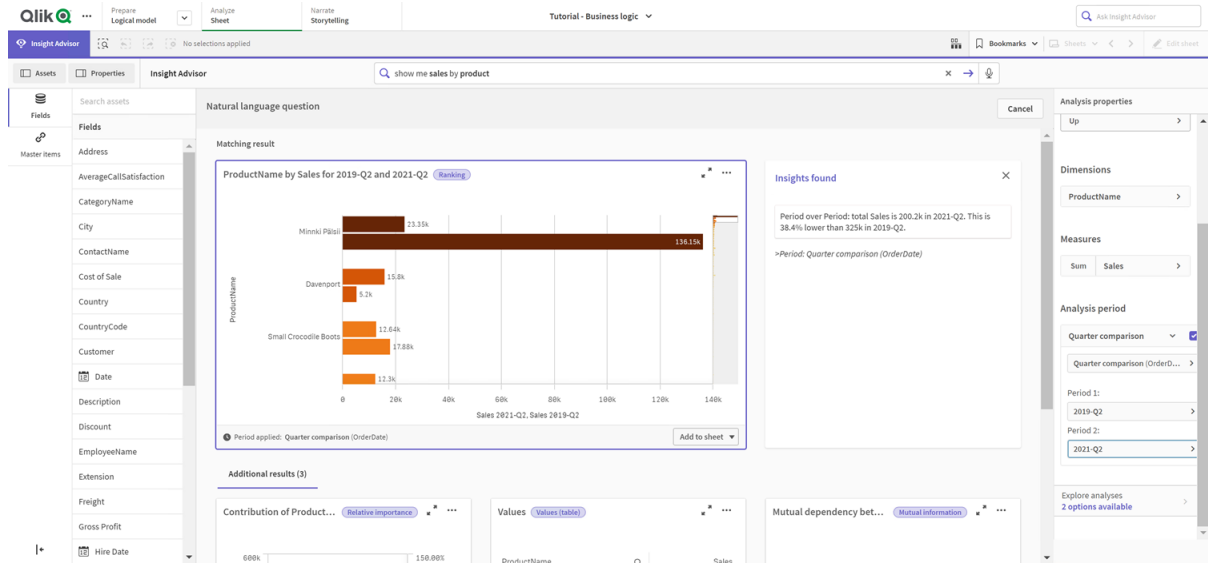 Qlik
Prepare
Logical model
Analyze
Sheet
Narrate
Storytelling
Tutorial - Business logic
Ask Insight Advisor
Insight Advisor
No selections applied
Bookmarks
Sheets
Edit sheet
Assets
Properties
Insight Advisor
show me sales by product
Fields
Master items
Search assets
Fields
Address
AverageCallSatisfaction
CategoryName
City
ContactName
Cost of Sale
Country
CountryCode
Customer
Date
Description
Discount
EmployeeName
Extension
Freight
Gross Profit
Hire Date
Natural language question
Cancel
Matching result
ProductName by Sales for 2019-Q2 and 2021-Q2 Ranking
ProductName
Minnki Pälsii
23.35k
136.15k
Davenport
15.8k
5.2k
Small Crocodile Boots
12.64k
17.88k
12.3k
0 20k 40k 60k 80k 100k 120k 140k
Sales 2021-Q2, Sales 2019-Q2
Period applied: Quarter comparison (OrderDate)
Add to sheet
Insights found
Period over Period: total Sales is 200.2k in 2021-Q2. This is
38.4% lower than 325k in 2019-Q2.
>Period: Quarter comparison (OrderDate)
Additional results (3)
Contribution of Product... Relative importance
600k 150.00%
Values Values (table)
ProductName Sales
Mutual dependency bet... Mutual information
Analysis properties
Up
Dimensions
ProductName
Measures
Sum Sales
Analysis period
Quarter comparison
Quarter comparison (OrderD...
Period 1:
2019-Q2
Period 2:
2021-Q2
Explore analyses
2 options available